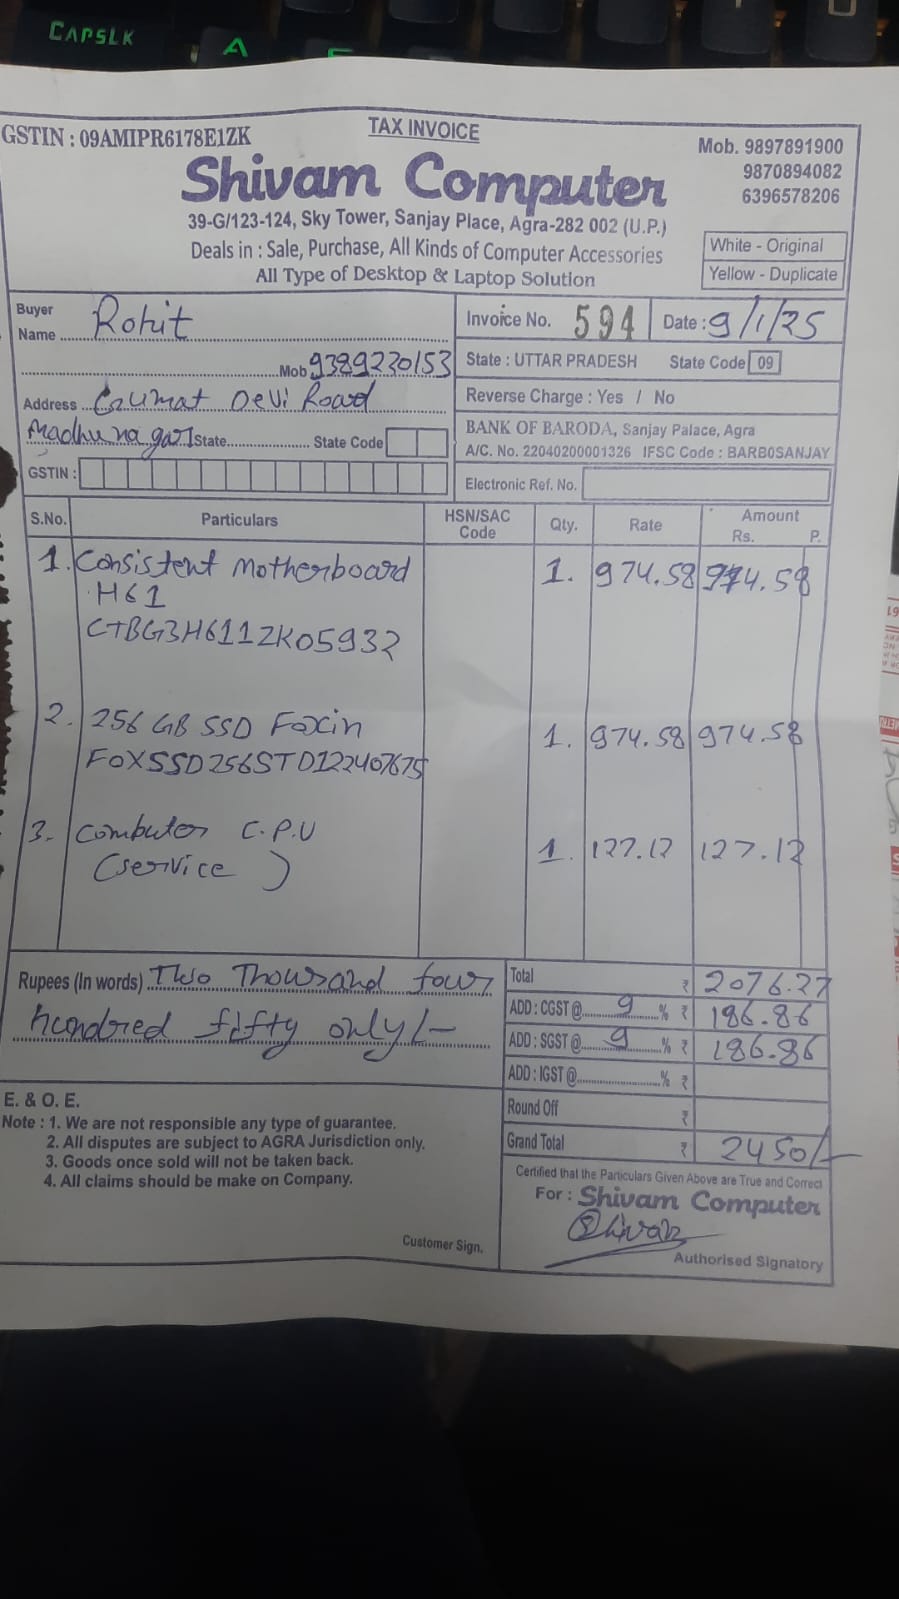 CAPSLK
A
GSTIN : 09AMIPR6178E1ZK
TAX INVOICE
Mob. 9897891900
9870894082
6396578206
Shivam Computer
39-G/123-124, Sky Tower, Sanjay Place, Agra-282 002 (U.P.)
Deals in : Sale, Purchase, All Kinds of Computer Accessories
All Type of Desktop & Laptop Solution
White - Original
Yellow - Duplicate
Buyer
Name Rohit
Mob 9389230153
Address Gumat Devi Road
Madhu nagar State State Code
GSTIN :
Invoice No. 594 Date : 9/1/25
State : UTTAR PRADESH State Code 09
Reverse Charge : Yes / No
BANK OF BARODA, Sanjay Palace, Agra
A/C. No. 22040200001326 IFSC Code : BARB0SANJAY
Electronic Ref. No.
S.No. Particulars HSN/SAC Code Qty. Rate Amount Rs. P.
1. Consistent Motherboard 1. 974.58 974.58
H61
CTBG3H611ZK05932
2. 256 GB SSD Foxin 1. 974.58 974.58
FOXSSD256STD122407675
3. Combuter C.P.U 1. 127.12 127.12
(service )
Rupees (In words) Two Thousand four
hundred fifty only/-
Total ₹ 2076.27
ADD : CGST @ 9 % ₹ 186.86
ADD : SGST @ 9 % ₹ 186.86
ADD : IGST @ % ₹
Round Off ₹
Grand Total ₹ 2450/-
E. & O. E.
Note : 1. We are not responsible any type of guarantee.
2. All disputes are subject to AGRA Jurisdiction only.
3. Goods once sold will not be taken back.
4. All claims should be make on Company.
Customer Sign.
Certified that the Particulars Given Above are True and Correct
For : Shivam Computer
Authorised Signatory